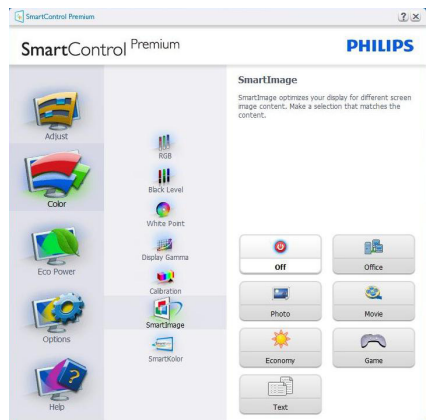 SmartControl Premium
SmartControl Premium
PHILIPS
Adjust
Color
Eco Power
Options
Help
RGB
Black Level
White Point
Display Gamma
Calibration
SmartImage
SmartKolor
SmartImage
SmartImage optimizes your display for different screen
image content. Make a selection that matches the
content.
Off
Office
Photo
Movie
Economy
Game
Text